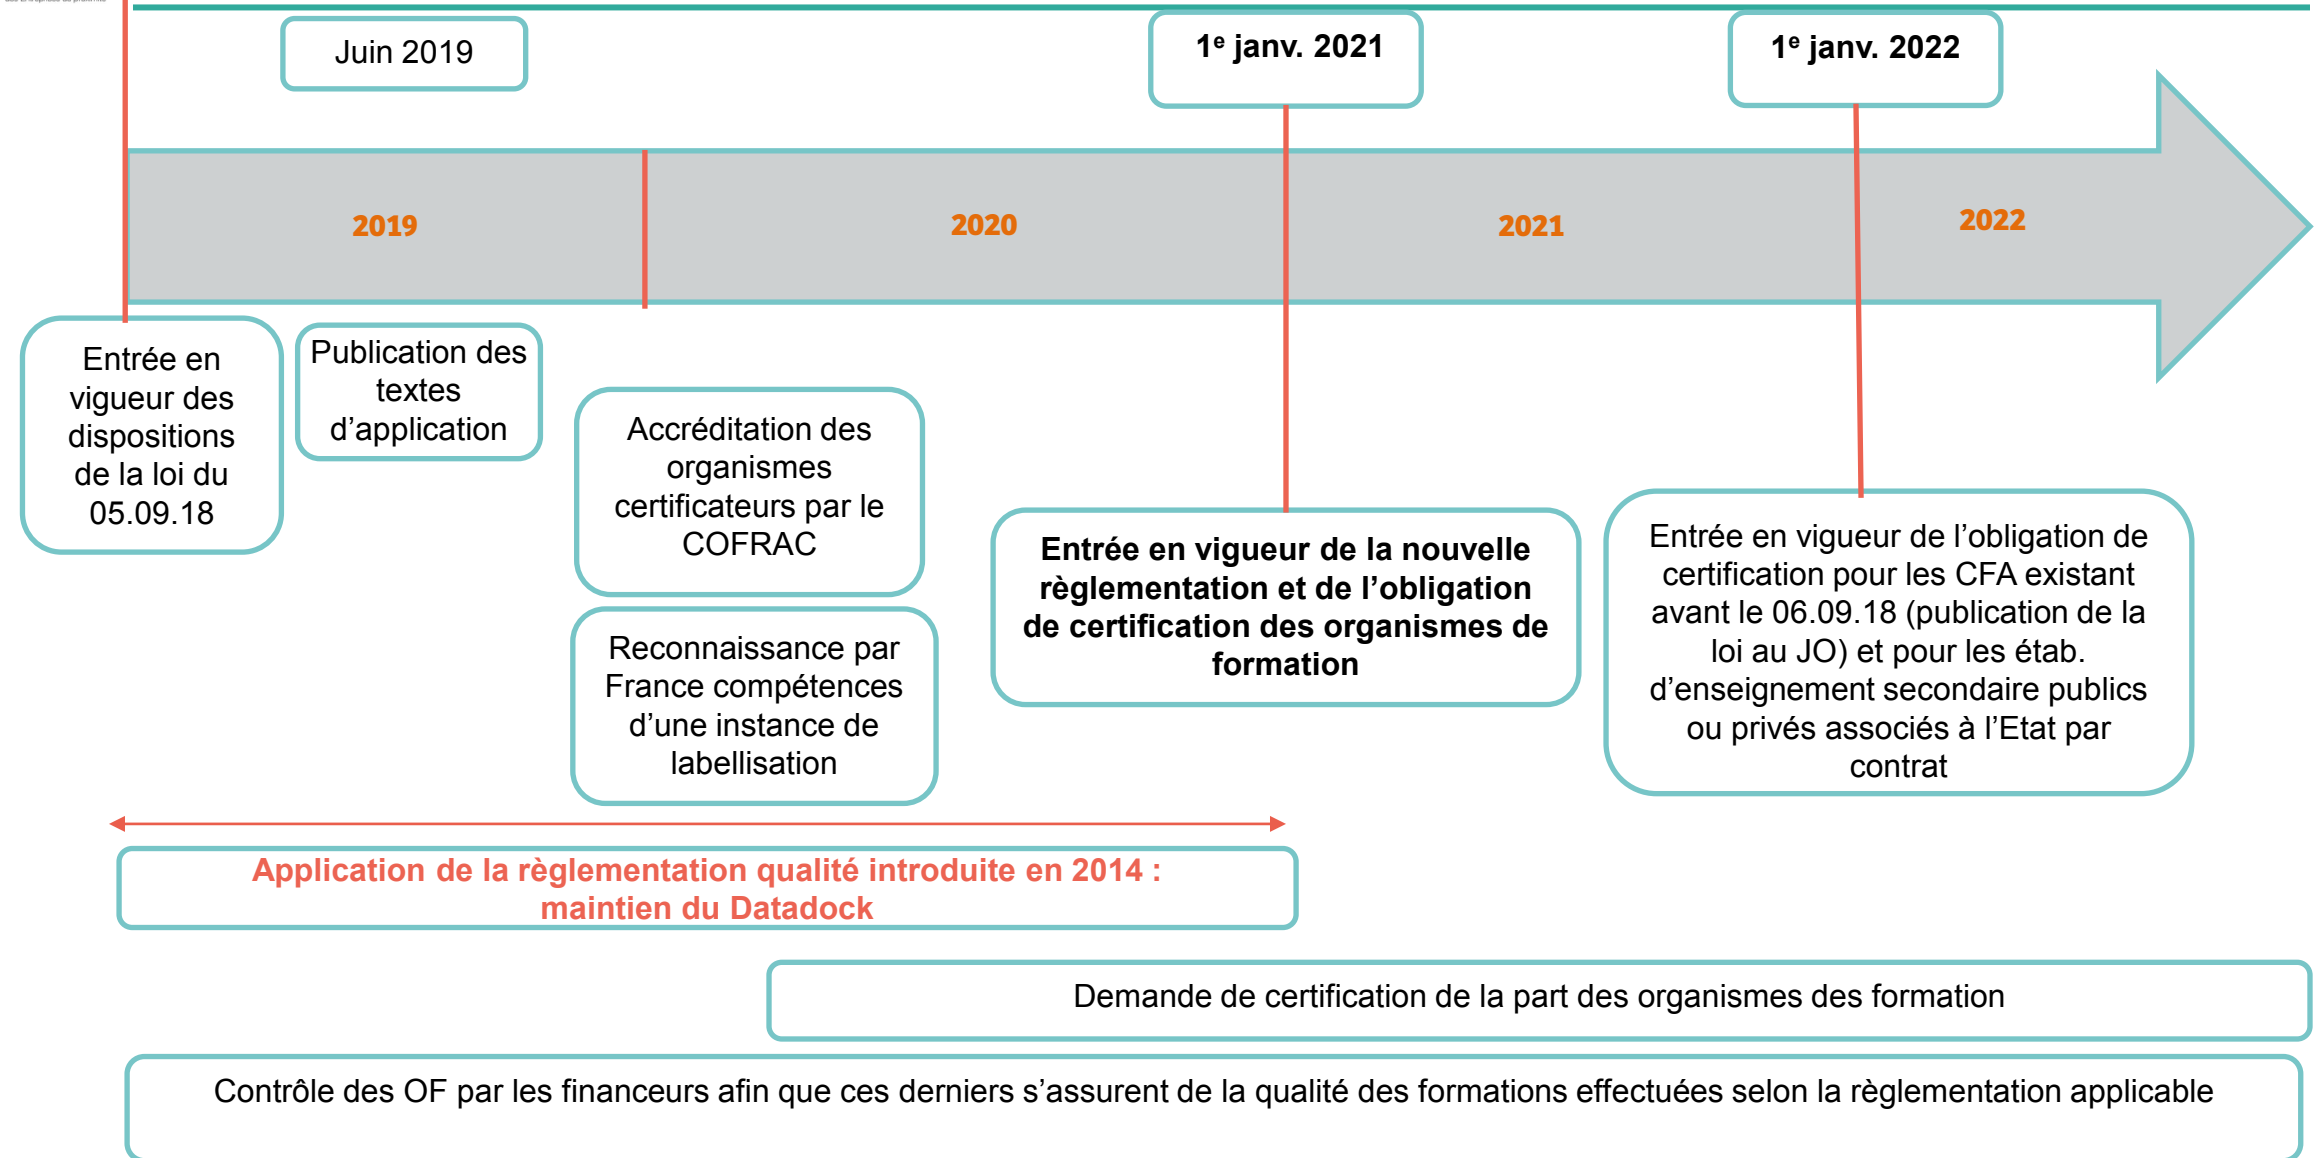 Juin 2019
1e janv. 2021
1e janv. 2022
2019
2020
2021
2022
Entrée en
vigueur des
dispositions
de la loi du
05.09.18
Publication des
textes
d’application
Accréditation des
organismes
certificateurs par le
COFRAC
Reconnaissance par
France compétences
d’une instance de
labellisation
Entrée en vigueur de la nouvelle
règlementation et de l’obligation
de certification des organismes de
formation
Entrée en vigueur de l’obligation de
certification pour les CFA existant
avant le 06.09.18 (publication de la
loi au JO) et pour les étab.
d’enseignement secondaire publics
ou privés associés à l’Etat par
contrat
Application de la règlementation qualité introduite en 2014 :
maintien du Datadock
Demande de certification de la part des organismes des formation
Contrôle des OF par les financeurs afin que ces derniers s’assurent de la qualité des formations effectuées selon la règlementation applicable